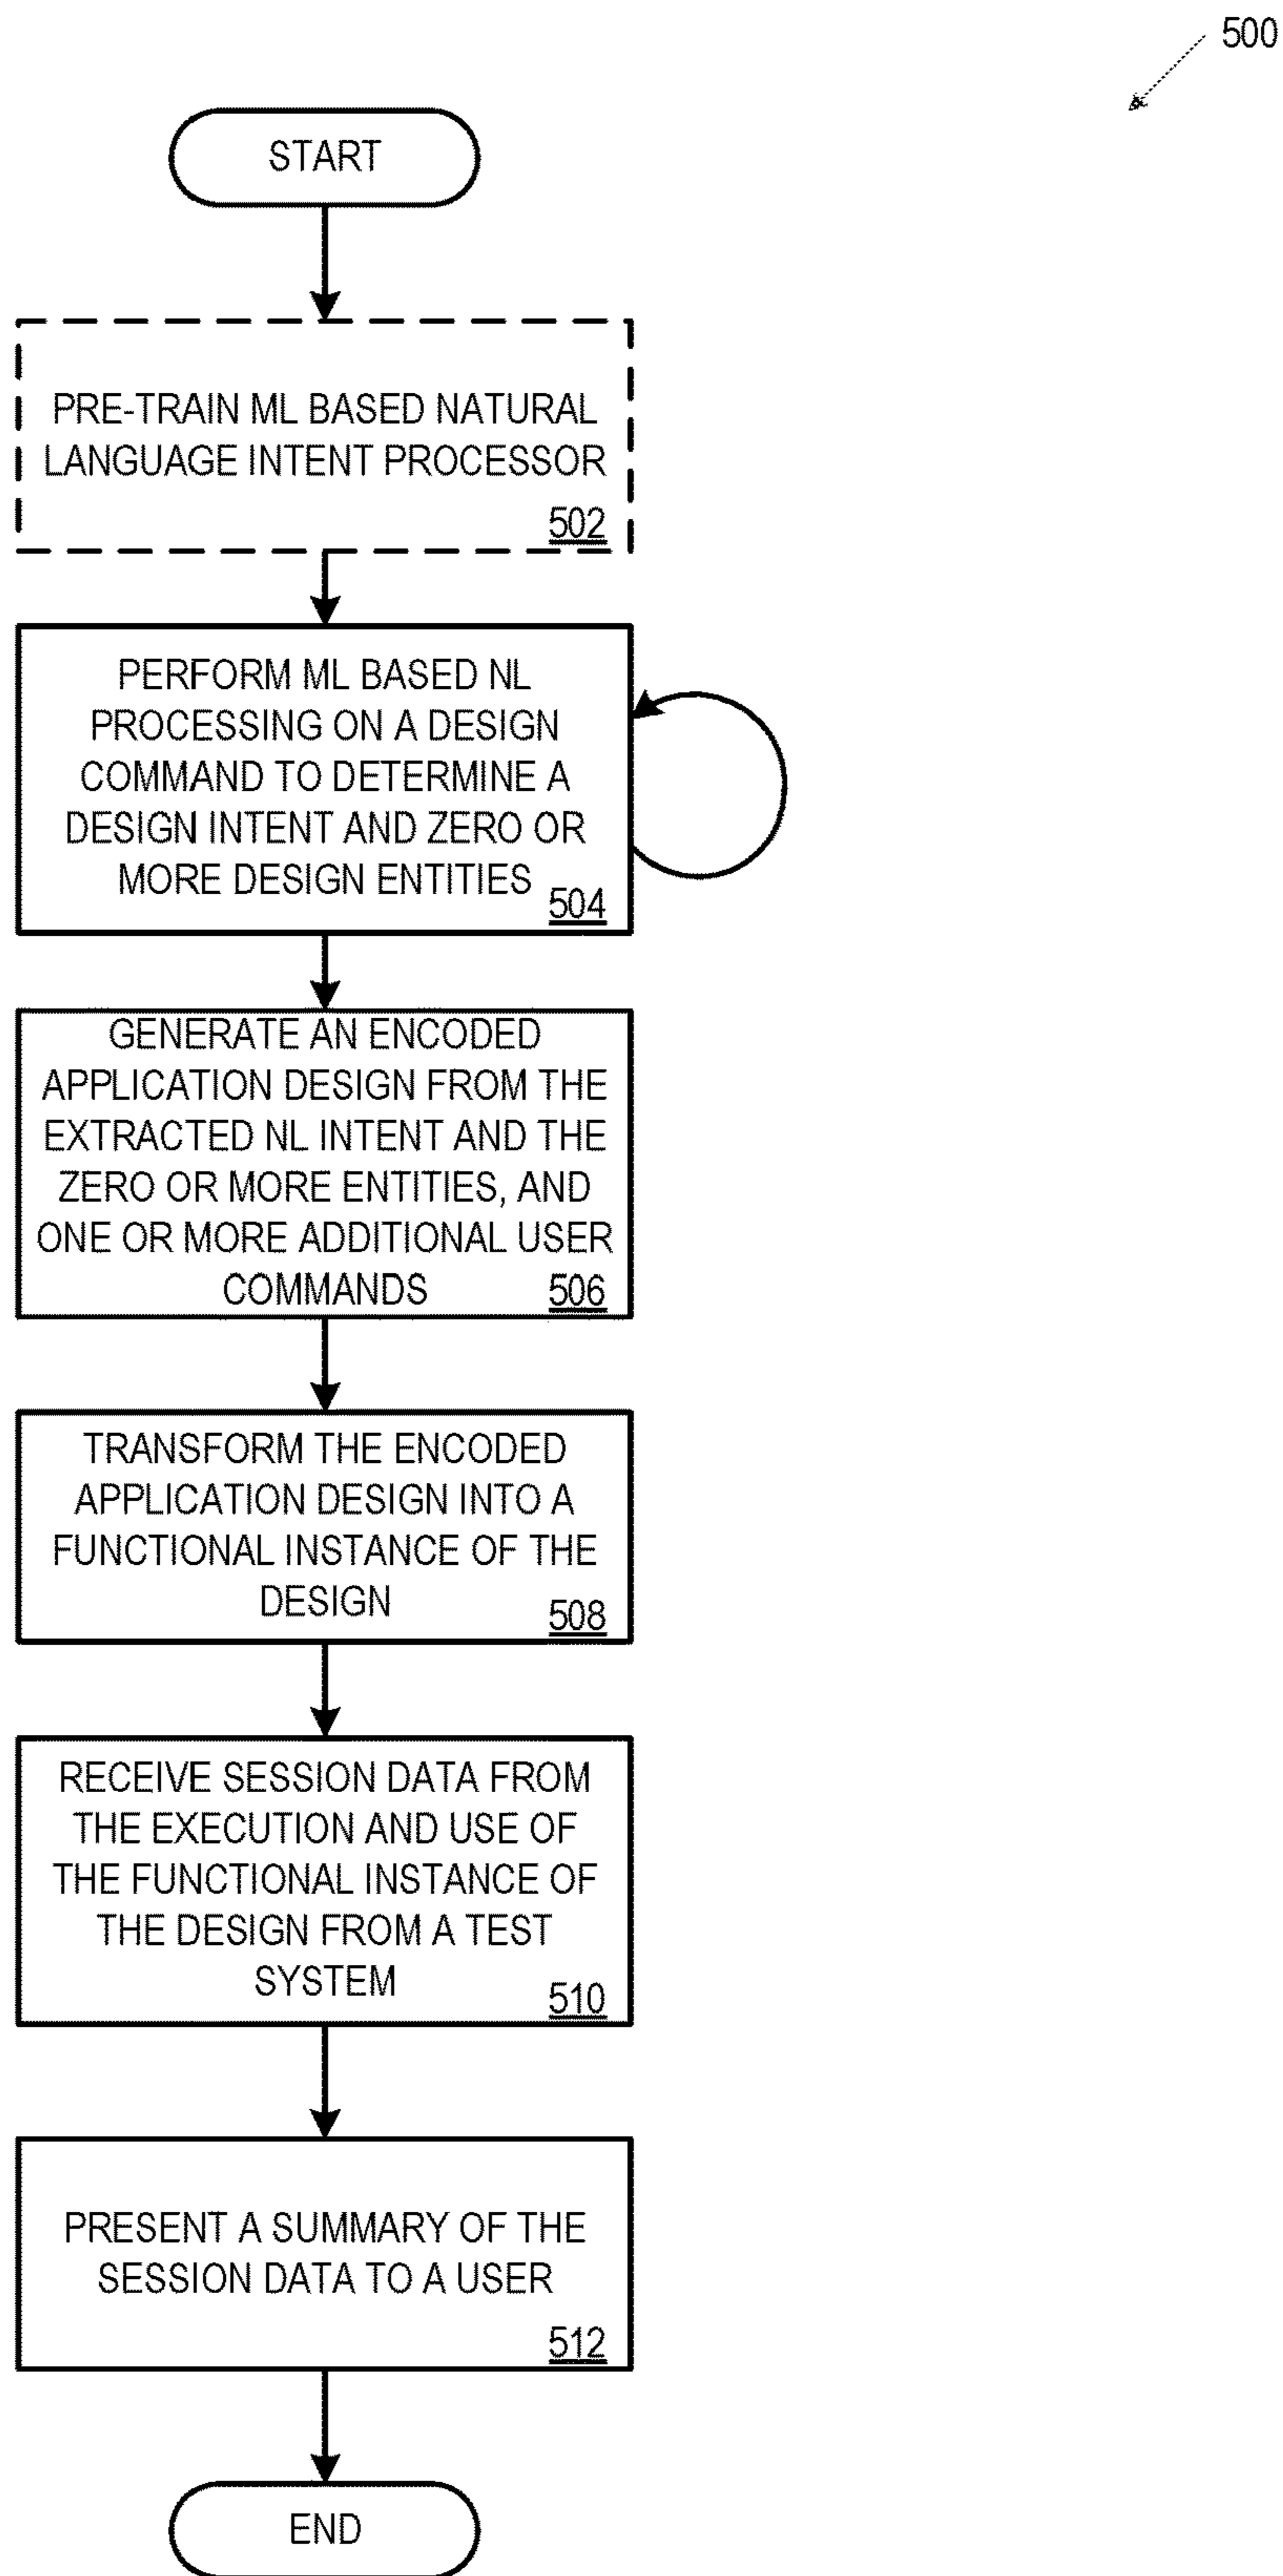 500
START
PRE-TRAIN ML BASED NATURAL
LANGUAGE INTENT PROCESSOR
502
PERFORM ML BASED NL
PROCESSING ON A DESIGN
COMMAND TO DETERMINE A
DESIGN INTENT AND ZERO OR
MORE DESIGN ENTITIES
504
GENERATE AN ENCODED
APPLICATION DESIGN FROM THE
EXTRACTED NL INTENT AND THE
ZERO OR MORE ENTITIES, AND
ONE OR MORE ADDITIONAL USER
COMMANDS
506
TRANSFORM THE ENCODED
APPLICATION DESIGN INTO A
FUNCTIONAL INSTANCE OF THE
DESIGN
508
RECEIVE SESSION DATA FROM
THE EXECUTION AND USE OF
THE FUNCTIONAL INSTANCE OF
THE DESIGN FROM A TEST
SYSTEM
510
PRESENT A SUMMARY OF THE
SESSION DATA TO A USER
512
END